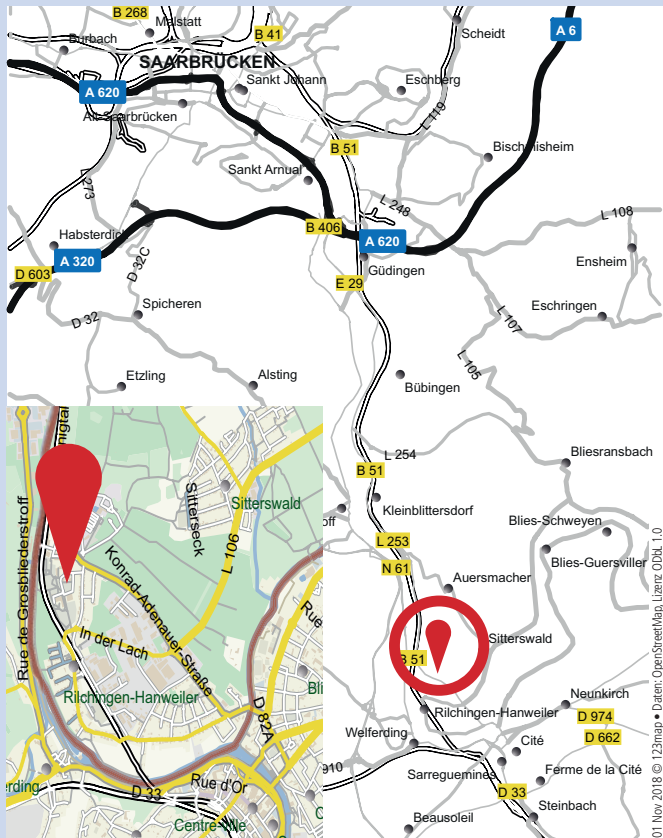 B 268
Malstatt
B 41
Scheidt
A 6
Burbach
SAARBRÜCKEN
Sankt Johann
Eschberg
A 620
Alt-Saarbrücken
L 119
B 51
Bischmisheim
Sankt Arnual
L 273
L 248
L 108
B 406
A 620
Habsterdick
D 32C
A 320
Güdingen
Ensheim
D 603
E 29
Spicheren
D 32
L 107
Eschringen
Etzling
Alsting
L 105
Bübingen
L 254
Bliesransbach
B 51
Kleinblittersdorf
Blies-Schweyen
L 253
Blies-Guersviller
N 61
Auersmacher
Sitterswald
B 51
Rilchingen-Hanweiler
Neunkirch
D 974
Welferding
Cité
D 662
910
Sarreguemines
Ferme de la Cité
D 33
Steinbach
Beausoleil
nigtal
Rue de Grosbliederstroff
Sitterseck
Sitterswald
L 106
Konrad-Adenauer-Straße
In der Lach
Rue
Rilchingen-Hanweiler
Bli
D 82A
erding
D 33
Rue d'Or
Centre-Ville
C
off
01 Nov 2018 © 123map • Daten: OpenStreetMap, Lizenz ODbL 1.0